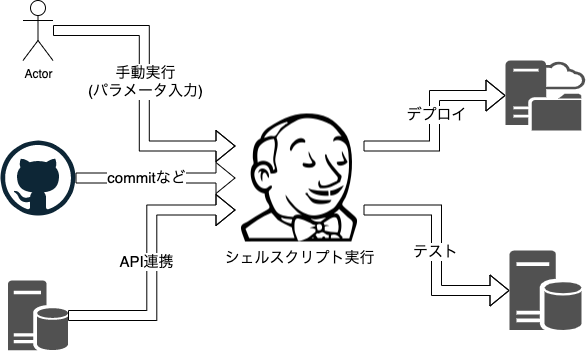 Actor
手動実行
(パラメータ入力)
デプロイ
commitなど
シェルスクリプト実行
API連携
テスト